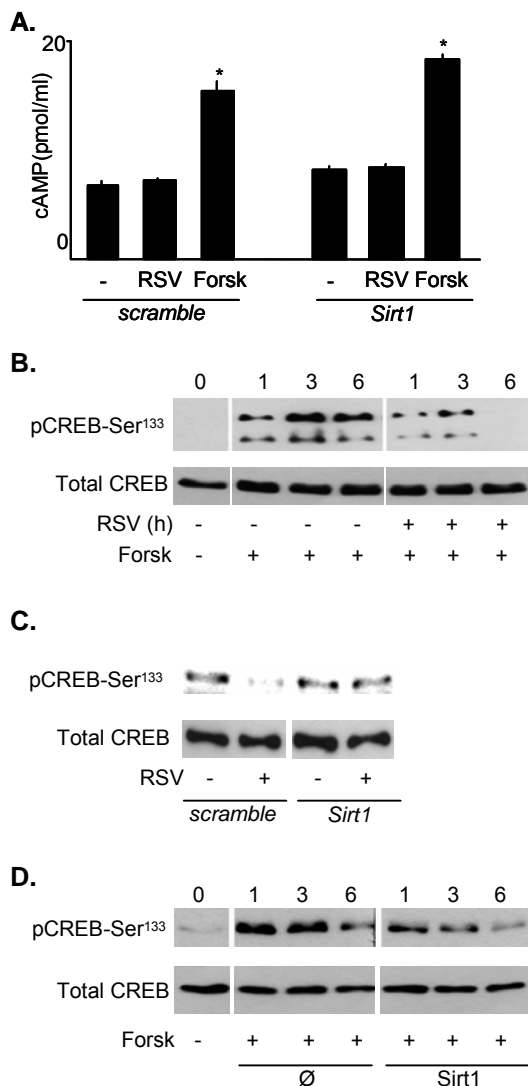 A.
20
* *
cAMP(pmol/ml)
0
- RSV Forsk - RSV Forsk
scramble Sirt1
B.
0 1 3 6 1 3 6
pCREB-Ser¹³³
Total CREB
RSV (h) - - - - + + +
Forsk - + + + + + +
C.
pCREB-Ser¹³³
Total CREB
RSV - + - +
scramble Sirt1
D.
0 1 3 6 1 3 6
pCREB-Ser¹³³
Total CREB
Forsk - + + + + + +
Ø Sirt1